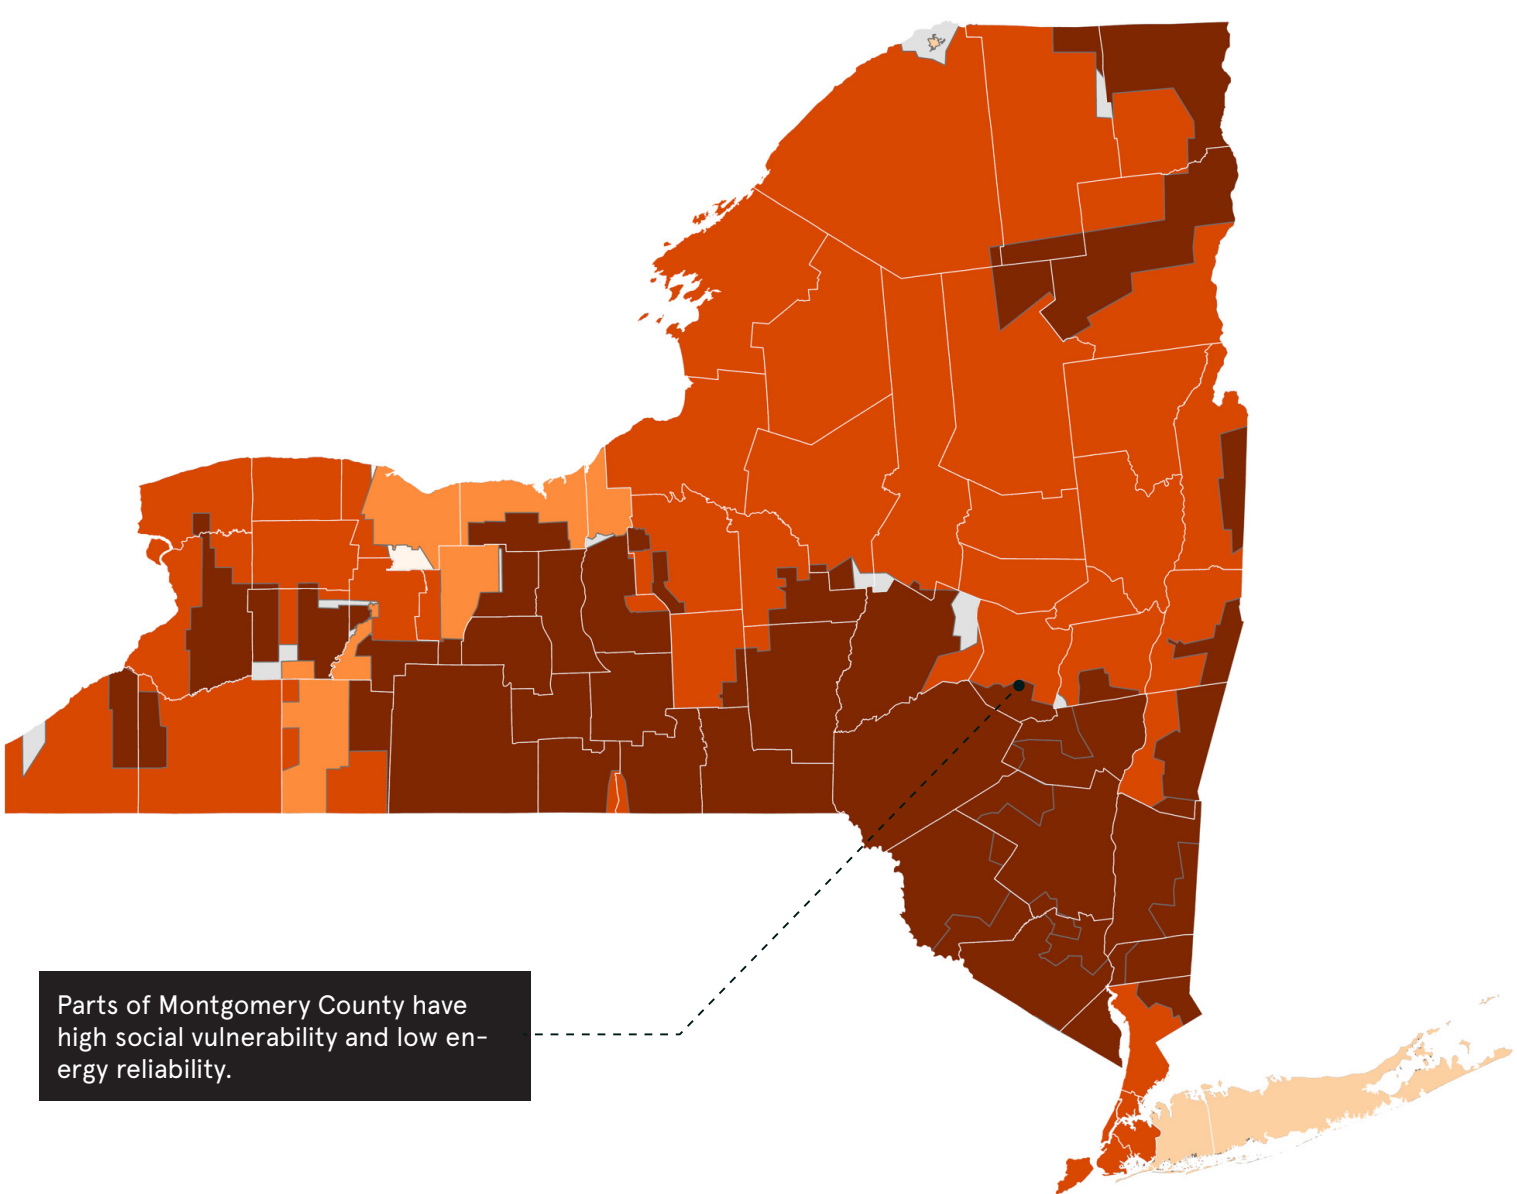 Parts of Montgomery County have
high social vulnerability and low en-
ergy reliability.